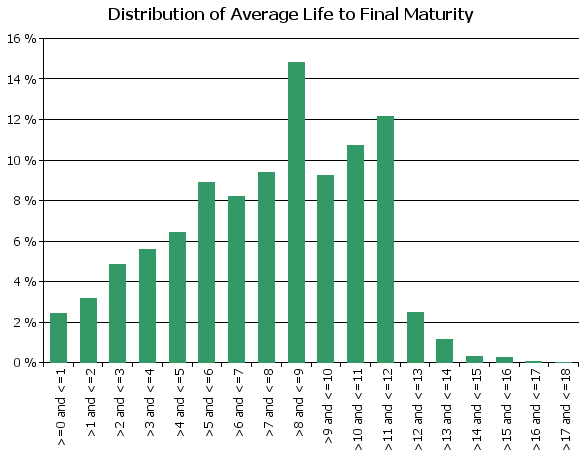 Distribution of Average Life to Final Maturity
16 %
14 %
12 %
10 %
8 %
6 %
4 %
2 %
0 %
>=0 and <=1
>1 and <=2
>2 and <=3
>3 and <=4
>4 and <=5
>5 and <=6
>6 and <=7
>7 and <=8
>8 and <=9
>9 and <=10
>10 and <=11
>11 and <=12
>12 and <=13
>13 and <=14
>14 and <=15
>15 and <=16
>16 and <=17
>17 and <=18